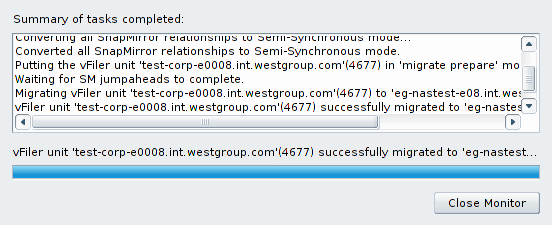 Summary of tasks completed:
Converting all SnapMirror relationships to Semi-Synchronous mode...
Converted all SnapMirror relationships to Semi-Synchronous mode.
Putting the vFiler unit 'test-corp-e0008.int.westgroup.com'(4677) in 'migrate prepare' mo
Waiting for SM jumpaheads to complete.
Migrating vFiler unit 'test-corp-e0008.int.westgroup.com'(4677) to 'eg-nastest-e08.int.wes
vFiler unit 'test-corp-e0008.int.westgroup.com'(4677) successfully migrated to 'eg-nastes
vFiler unit 'test-corp-e0008.int.westgroup.com'(4677) successfully migrated to 'eg-nastest...
Close Monitor